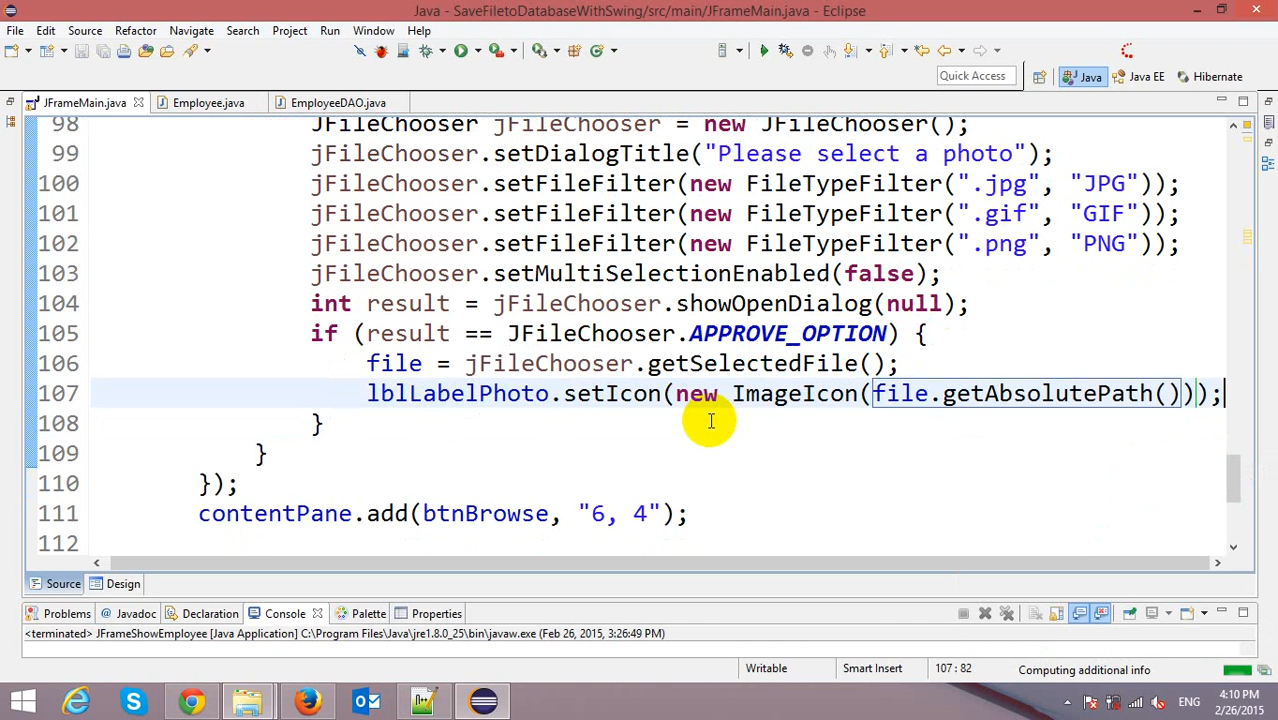 Java - SaveFiletoDatabaseWithSwing/src/main/JFrameMain.java - Eclipse
File Edit Source Refactor Navigate Search Project Run Window Help
Quick Access Java Java EE Hibernate
JFrameMain.java Employee.java EmployeeDAO.java
98 JFileChooser jFileChooser = new JFileChooser();
99 jFileChooser.setDialogTitle("Please select a photo");
100 jFileChooser.setFileFilter(new FileTypeFilter(".jpg", "JPG"));
101 jFileChooser.setFileFilter(new FileTypeFilter(".gif", "GIF"));
102 jFileChooser.setFileFilter(new FileTypeFilter(".png", "PNG"));
103 jFileChooser.setMultiSelectionEnabled(false);
104 int result = jFileChooser.showOpenDialog(null);
105 if (result == JFileChooser.APPROVE_OPTION) {
106 file = jFileChooser.getSelectedFile();
107 lblLabelPhoto.setIcon(new ImageIcon(file.getAbsolutePath()));
108 }
109 }
110 });
111 contentPane.add(btnBrowse, "6, 4");
112
Source Design
Problems Javadoc Declaration Console Palette Properties
<terminated> JFrameShowEmployee [Java Application] C:\Program Files\Java\jre1.8.0_25\bin\javaw.exe (Feb 26, 2015, 3:26:49 PM)
Writable Smart Insert 107 : 82 Computing additional info
ENG 4:10 PM
2/26/2015